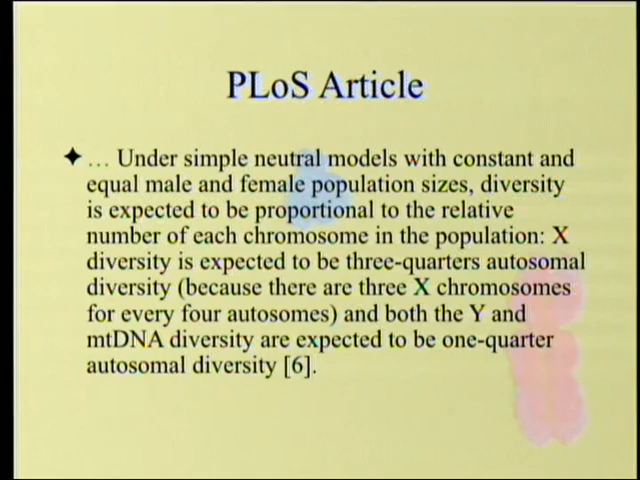 PLoS Article
✦ … Under simple neutral models with constant and
equal male and female population sizes, diversity
is expected to be proportional to the relative
number of each chromosome in the population: X
diversity is expected to be three-quarters autosomal
diversity (because there are three X chromosomes
for every four autosomes) and both the Y and
mtDNA diversity are expected to be one-quarter
autosomal diversity [6].